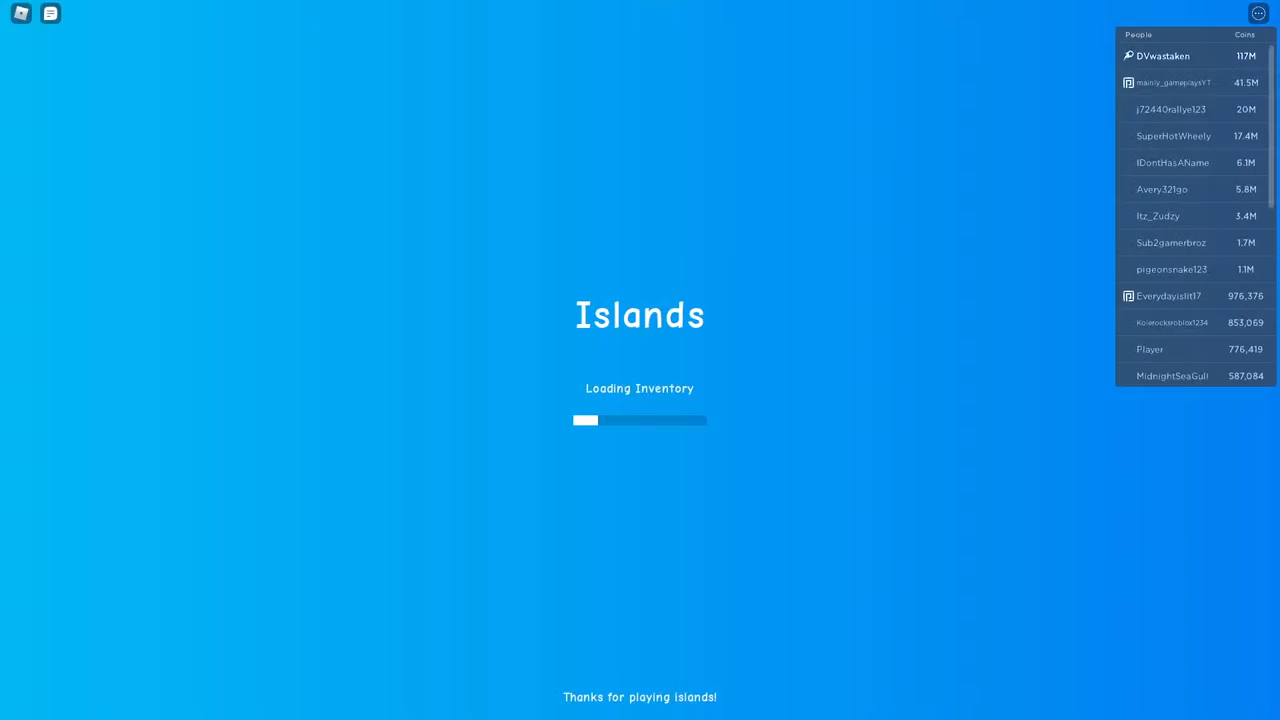 People Coins
DVwastaken 117M
mainly_gameplaysYT 41.5M
j72440rallye123 20M
SuperHotWheely 17.4M
IDontHasAName 6.1M
Avery321go 5.8M
Itz_Zudzy 3.4M
Sub2gamerbroz 1.7M
pigeonsnake123 1.1M
Everydayislit17 976,376
Kolerocksroblox1234 853,069
Player 776,419
MidnightSeaGull 587,084
Islands
Loading Inventory
Thanks for playing islands!